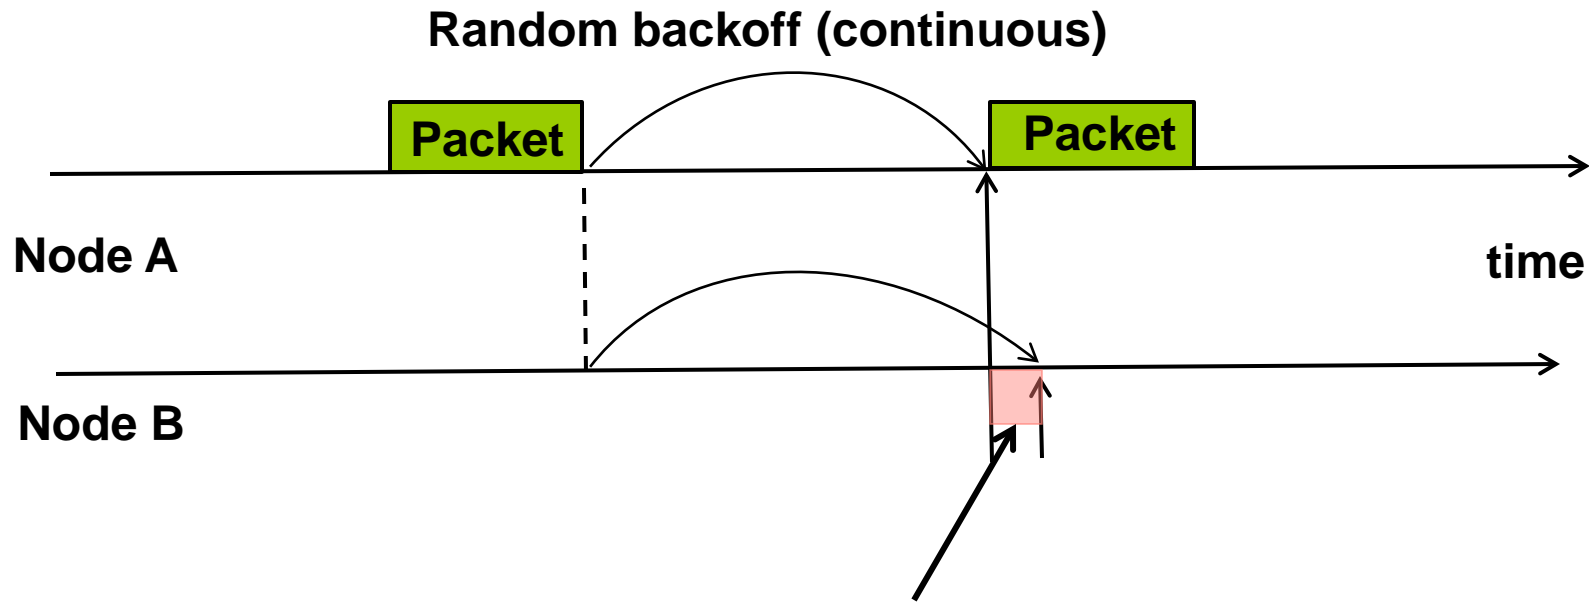 Random backoff (continuous)
Packet
Packet
Node A
time
Node B